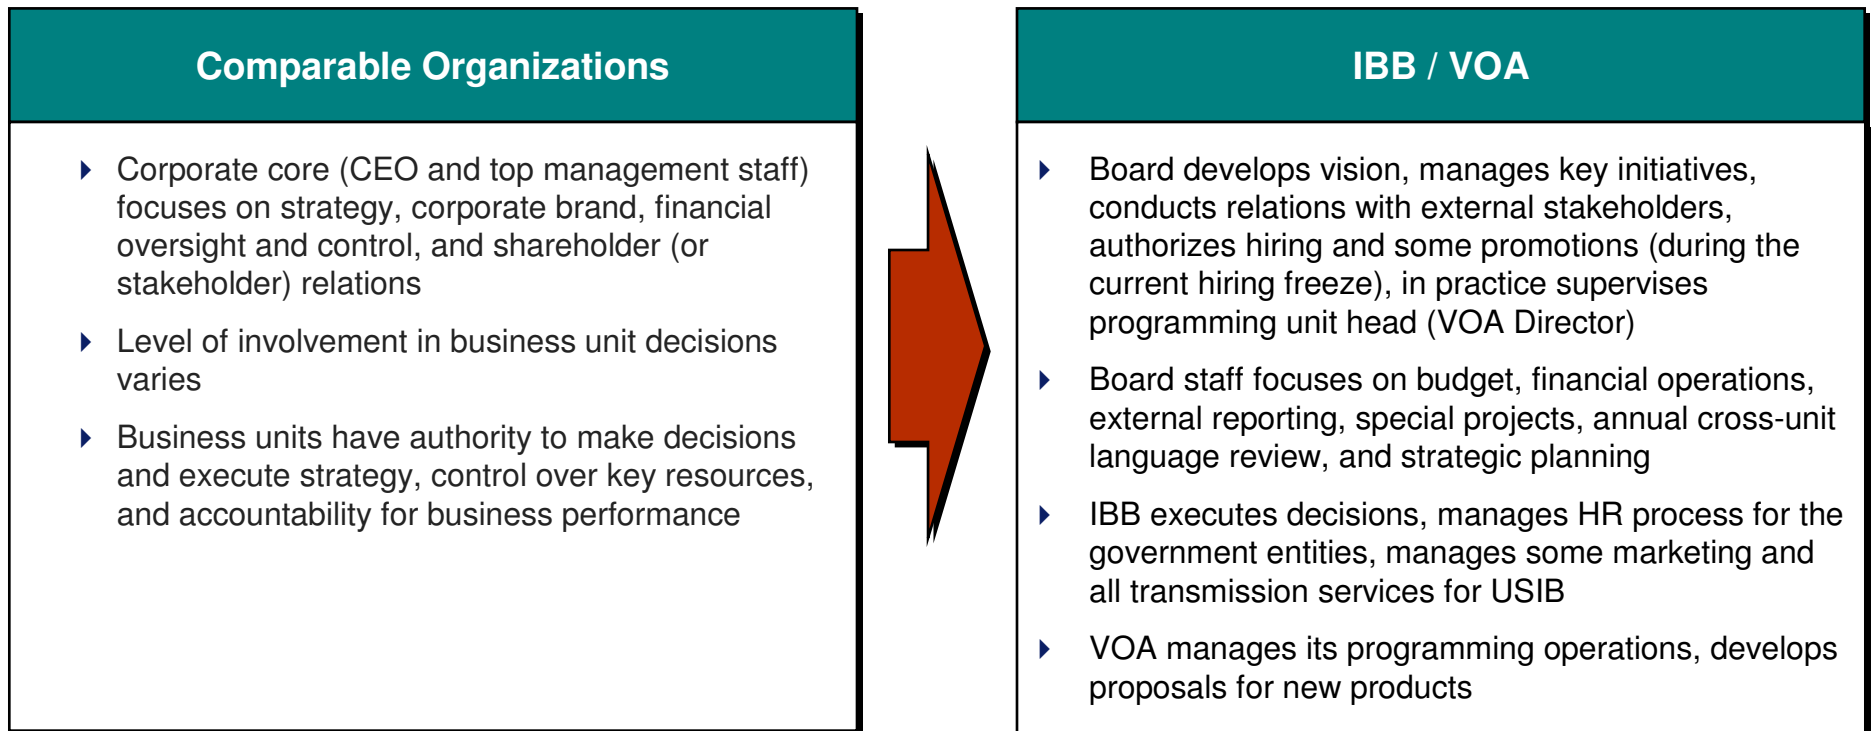 Comparable Organizations
Corporate core (CEO and top management staff)
focuses on strategy, corporate brand, financial
oversight and control, and shareholder (or
stakeholder) relations
Level of involvement in business unit decisions
varies
Business units have authority to make decisions
and execute strategy, control over key resources,
and accountability for business performance
IBB / VOA
Board develops vision, manages key initiatives,
conducts relations with external stakeholders,
authorizes hiring and some promotions (during the
current hiring freeze), in practice supervises
programming unit head (VOA Director)
Board staff focuses on budget, financial operations,
external reporting, special projects, annual cross-unit
language review, and strategic planning
IBB executes decisions, manages HR process for the
government entities, manages some marketing and
all transmission services for USIB
VOA manages its programming operations, develops
proposals for new products